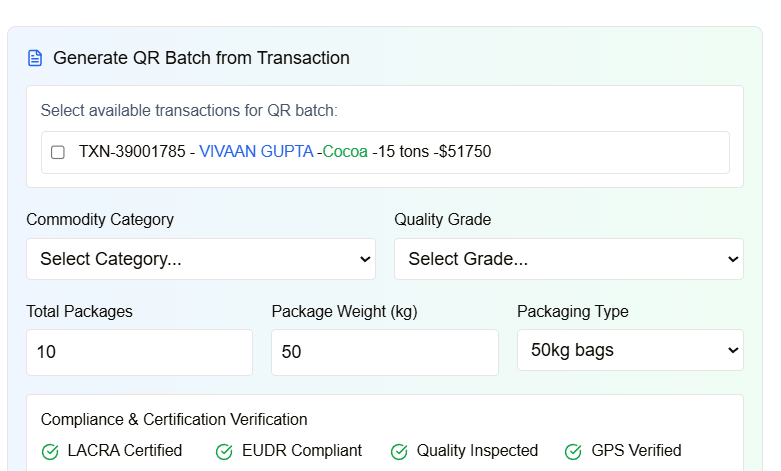 Generate QR Batch from Transaction
Select available transactions for QR batch:
TXN-39001785 - VIVAAN GUPTA -Cocoa -15 tons -$51750
Commodity Category
Quality Grade
Select Category...
Select Grade...
Total Packages
Package Weight (kg)
Packaging Type
10
50
50kg bags
Compliance & Certification Verification
LACRA Certified
EUDR Compliant
Quality Inspected
GPS Verified